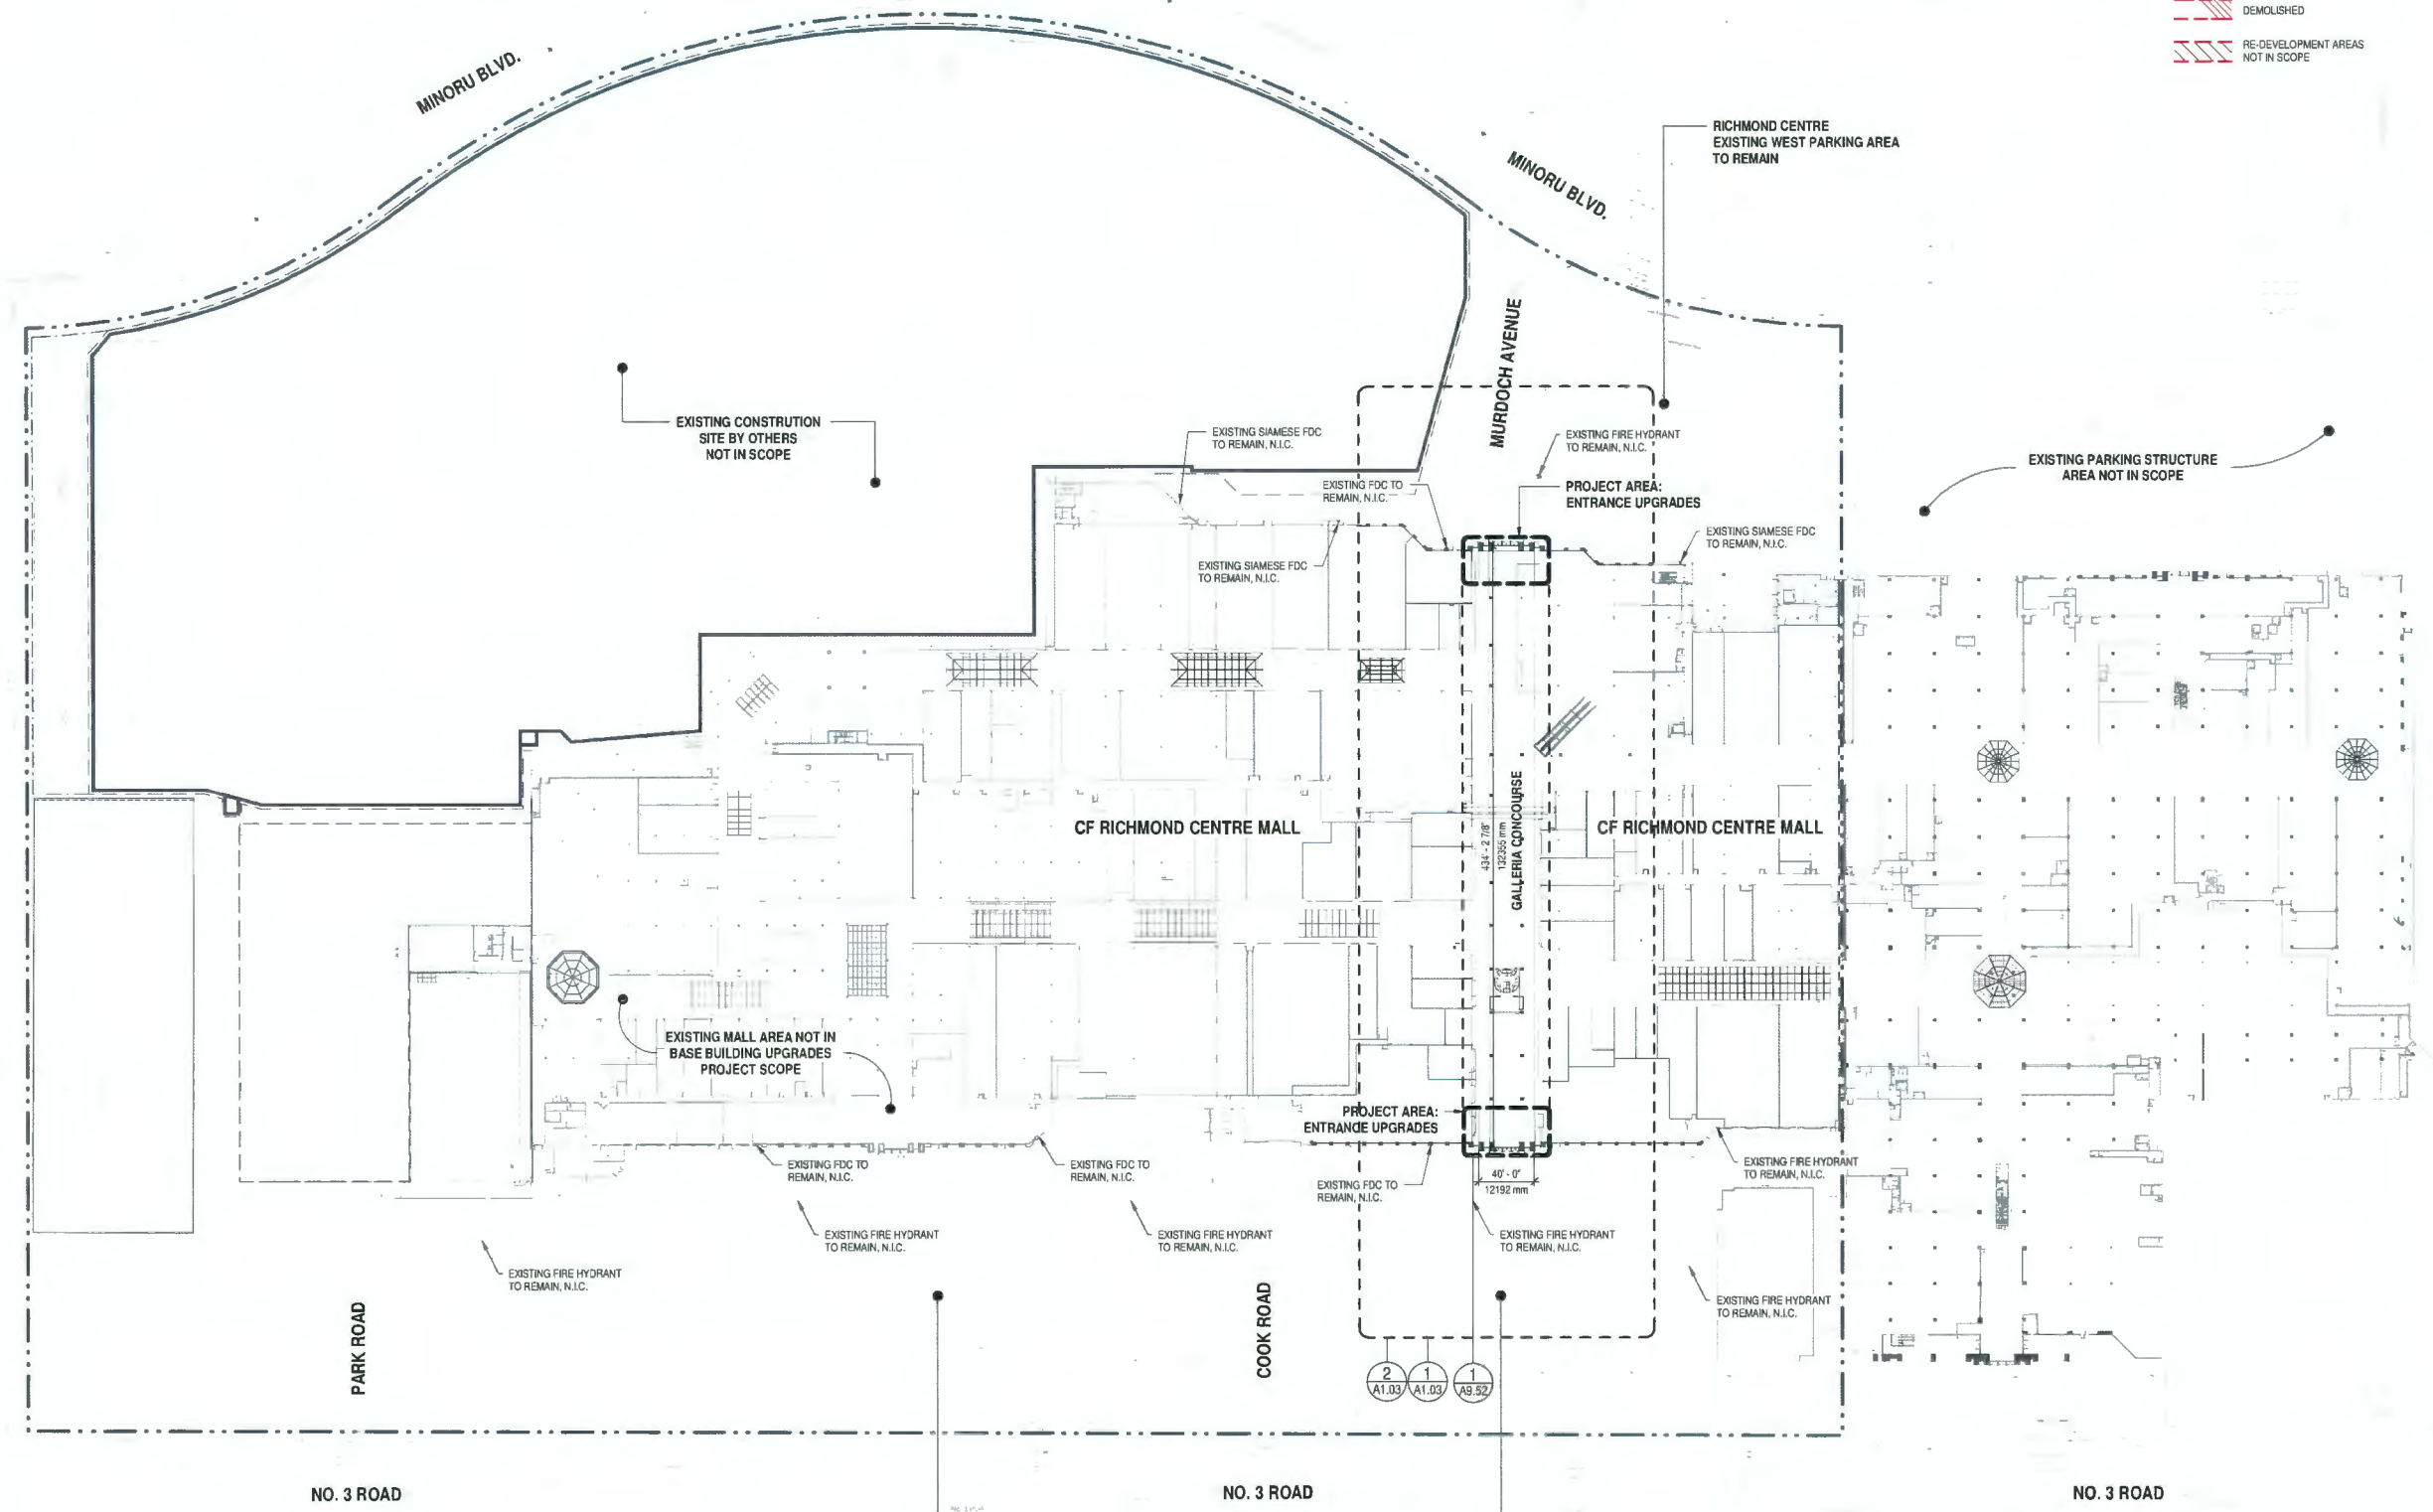 DEMOLISHED
RE-DEVELOPMENT AREAS
NOT IN SCOPE
MINORU BLVD.
RICHMOND CENTRE
EXISTING WEST PARKING AREA
TO REMAIN
MINORU BLVD.
MURDOCH AVENUE
EXISTING CONSTRUTION
SITE BY OTHERS
NOT IN SCOPE
EXISTING SIAMESE FDC
TO REMAIN, N.I.C.
EXISTING FIRE HYDRANT
TO REMAIN, N.I.C.
EXISTING PARKING STRUCTURE
AREA NOT IN SCOPE
EXISTING FDC TO
REMAIN, N.I.C.
PROJECT AREA:
ENTRANCE UPGRADES
EXISTING SIAMESE FDC
TO REMAIN, N.I.C.
EXISTING SIAMESE FDC
TO REMAIN, N.I.C.
CF RICHMOND CENTRE MALL
434' - 2 7/8"
132355 mm
GALLERIA CONCOURSE
CF RICHMOND CENTRE MALL
EXISTING MALL AREA NOT IN
BASE BUILDING UPGRADES
PROJECT SCOPE
PROJECT AREA:
ENTRANCE UPGRADES
EXISTING FDC TO
REMAIN, N.I.C.
EXISTING FDC TO
REMAIN, N.I.C.
EXISTING FDC TO
REMAIN, N.I.C.
40' - 0"
12192 mm
EXISTING FIRE HYDRANT
TO REMAIN, N.I.C.
EXISTING FIRE HYDRANT
TO REMAIN, N.I.C.
EXISTING FIRE HYDRANT
TO REMAIN, N.I.C.
EXISTING FIRE HYDRANT
TO REMAIN, N.I.C.
EXISTING FIRE HYDRANT
TO REMAIN, N.I.C.
EXISTING FIRE HYDRANT
TO REMAIN, N.I.C.
PARK ROAD
COOK ROAD
2
A1.03
1
A1.03
1
A9.52
NO. 3 ROAD
NO. 3 ROAD
NO. 3 ROAD